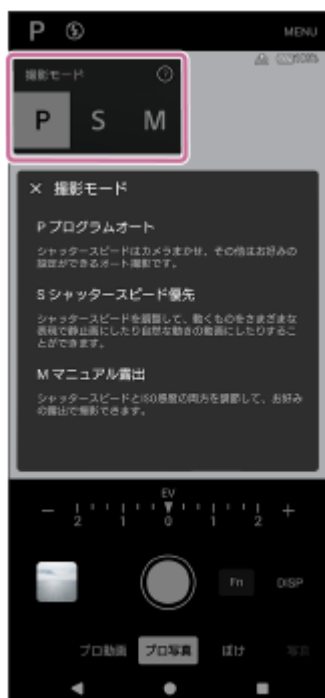 P
MENU
撮影モード ?
100%
P S M
× 撮影モード
P プログラムオート
シャッタースピードはカメラまかせ、その他はお好みの
設定ができるオート撮影です。
S シャッタースピード優先
シャッタースピードを調整して、動くものをさまざまな
表現で静止画にしたり自然な動きの動画にしたりするこ
とができます。
M マニュアル露出
シャッタースピードとISO感度の両方を調節して、お好み
の露出で撮影できます。
EV
− 2 1 0 1 2 +
Fn DISP
プロ動画 プロ写真 ぼけ 写真